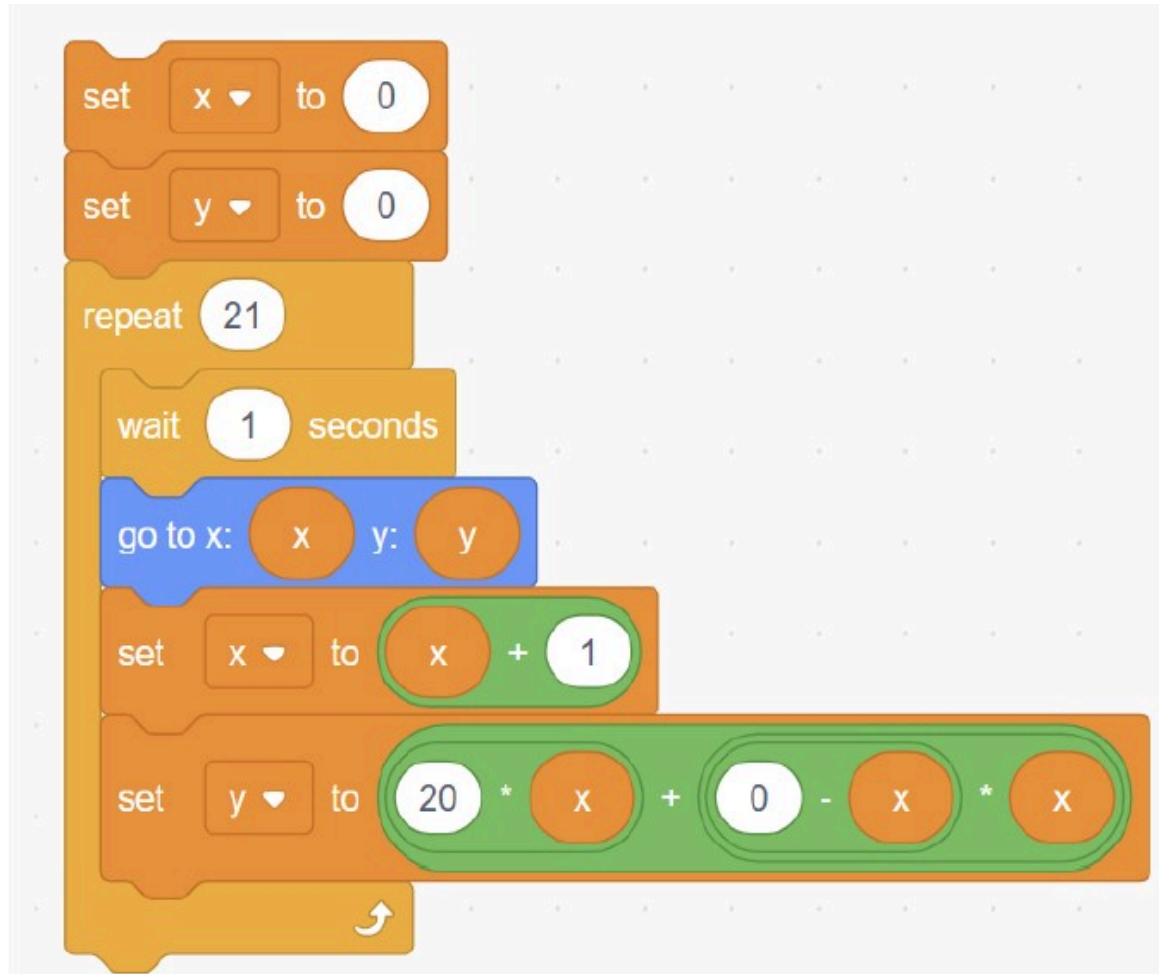 set x to 0
set y to 0
repeat 21
wait 1 seconds
go to x: x y: y
set x to x + 1
set y to 20 * x + 0 - x * x